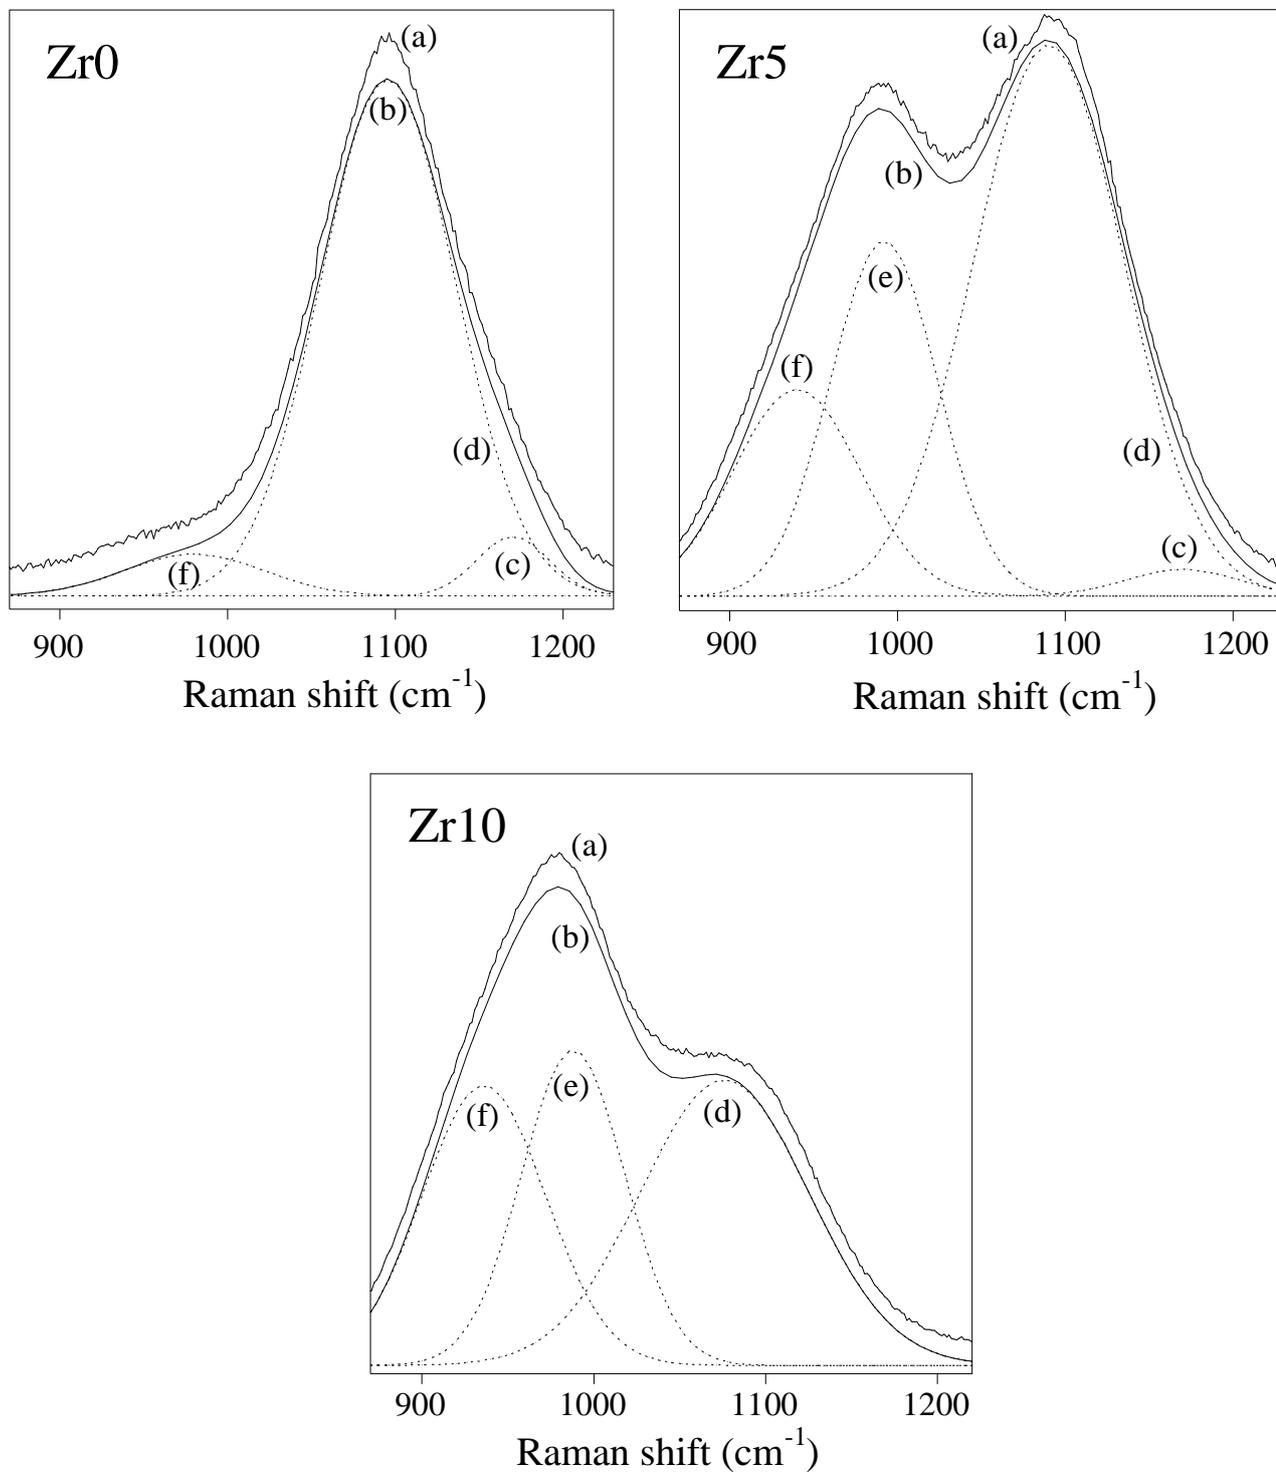 Zr0
(a)
(b)
(d)
(f)
(c)
900 1000 1100 1200
Raman shift (cm-1)
Zr5
(a)
(b)
(e)
(f)
(d)
(c)
900 1000 1100 1200
Raman shift (cm-1)
Zr10
(a)
(b)
(e)
(f)
(d)
900 1000 1100 1200
Raman shift (cm-1)